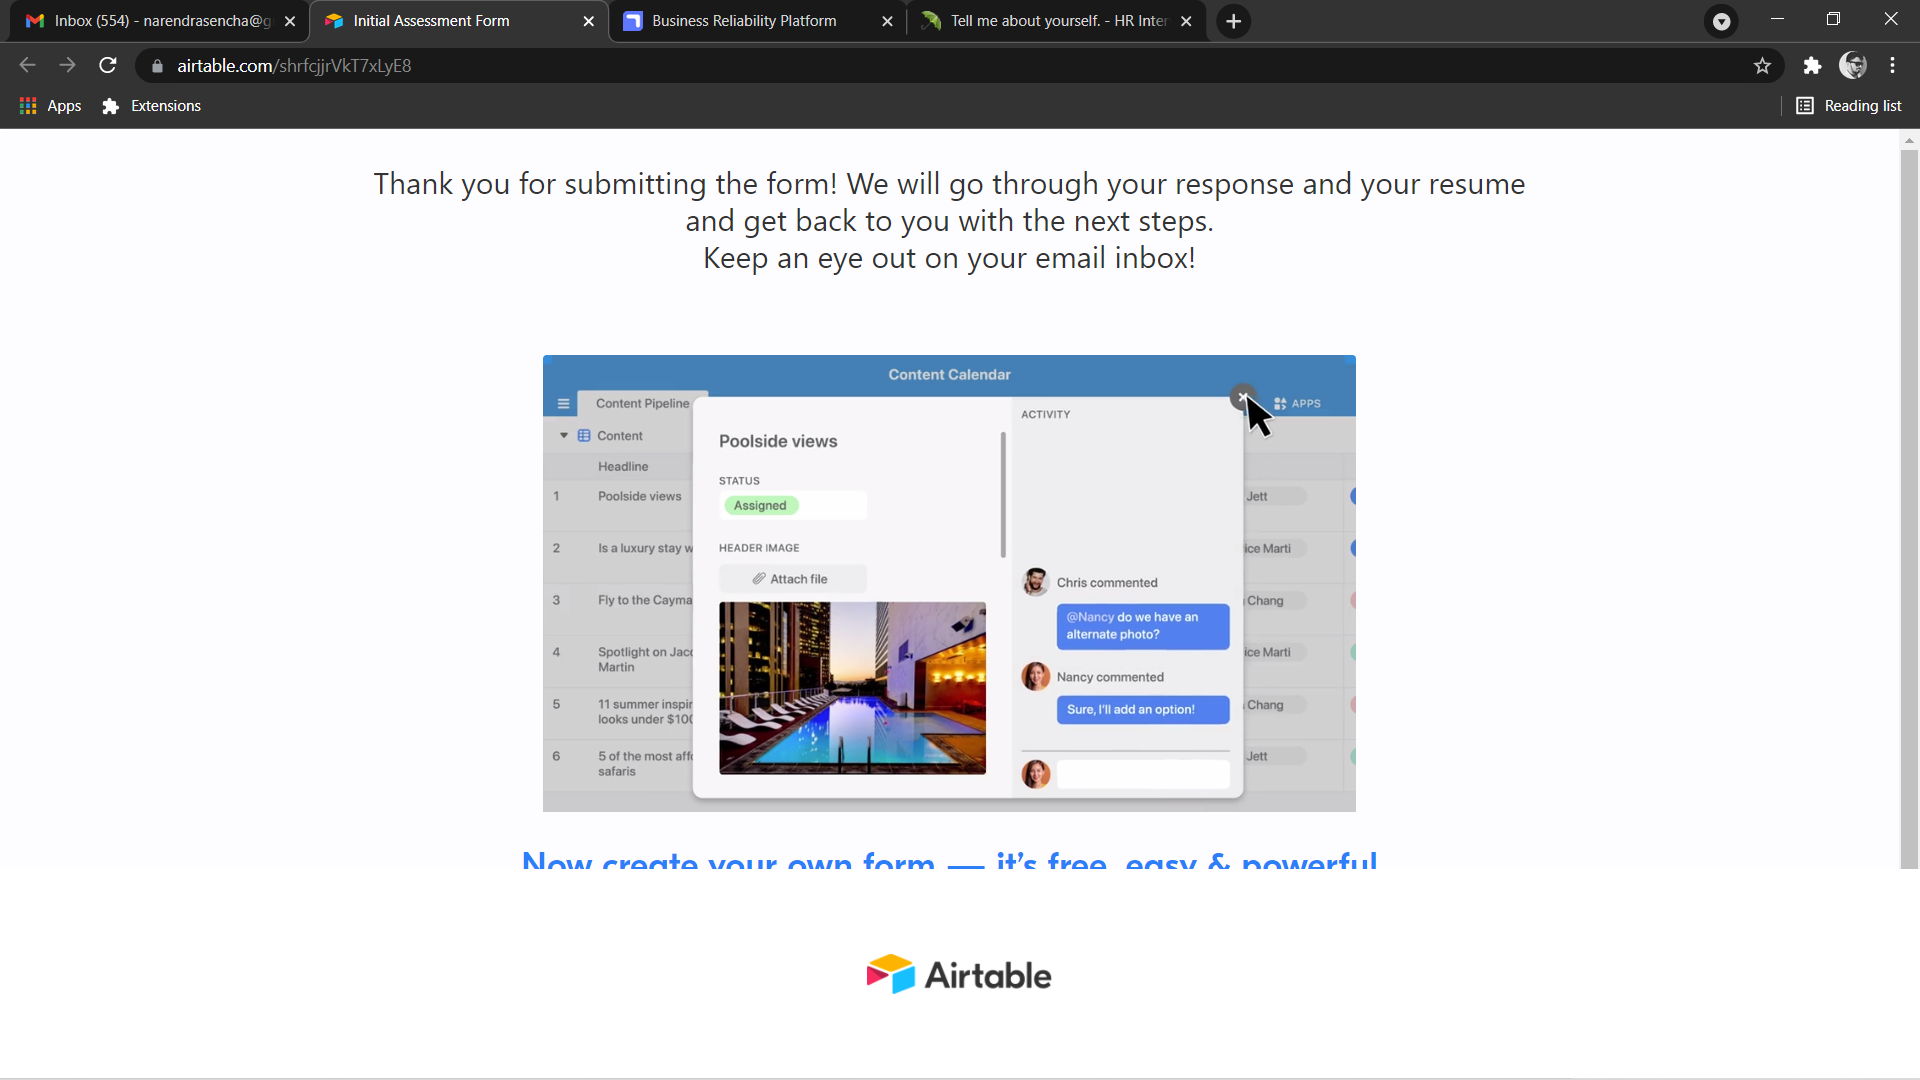 Inbox (554) - narendrasencha@g
Initial Assessment Form
Business Reliability Platform
Tell me about yourself. - HR Inter
airtable.com/shrfcjjrVkT7xLyE8
Apps
Extensions
Reading list
Thank you for submitting the form! We will go through your response and your resume
and get back to you with the next steps.
Keep an eye out on your email inbox!
Content Calendar
Content Pipeline
APPS
Content
Headline
1 Poolside views
Jett
2 Is a luxury stay w
ice Marti
3 Fly to the Cayma
Chang
4 Spotlight on Jaco
Martin
ice Marti
5 11 summer inspir
looks under $100
Chang
6 5 of the most affo
safaris
Jett
Poolside views
STATUS
Assigned
HEADER IMAGE
Attach file
ACTIVITY
Chris commented
@Nancy do we have an
alternate photo?
Nancy commented
Sure, I'll add an option!
Now create your own form — it's free, easy & powerful
Airtable